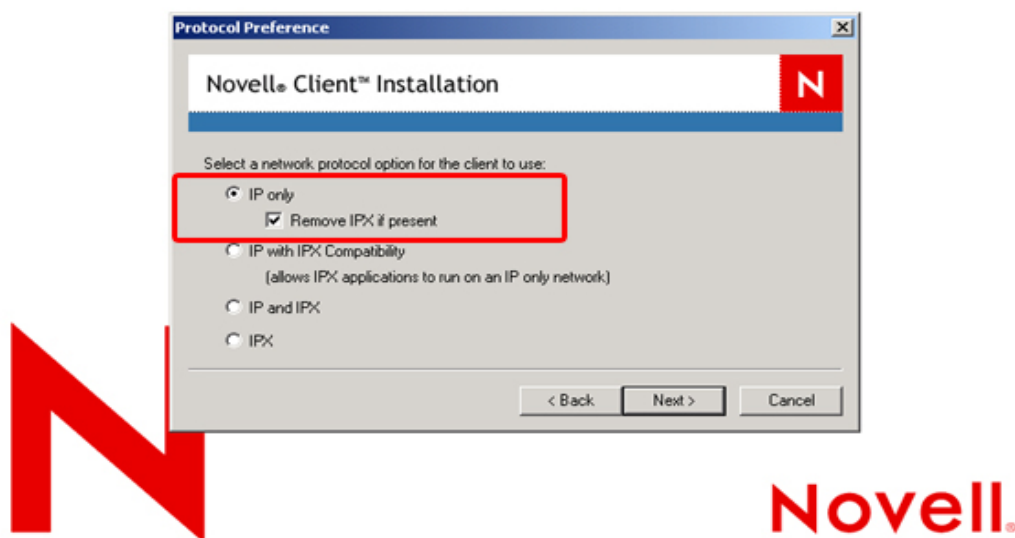 Protocol Preference
Novell® Client™ Installation
N
Select a network protocol option for the client to use:
IP only
Remove IPX if present
IP with IPX Compatibility
(allows IPX applications to run on an IP only network)
IP and IPX
IPX
< Back
Next >
Cancel
N
Novell®